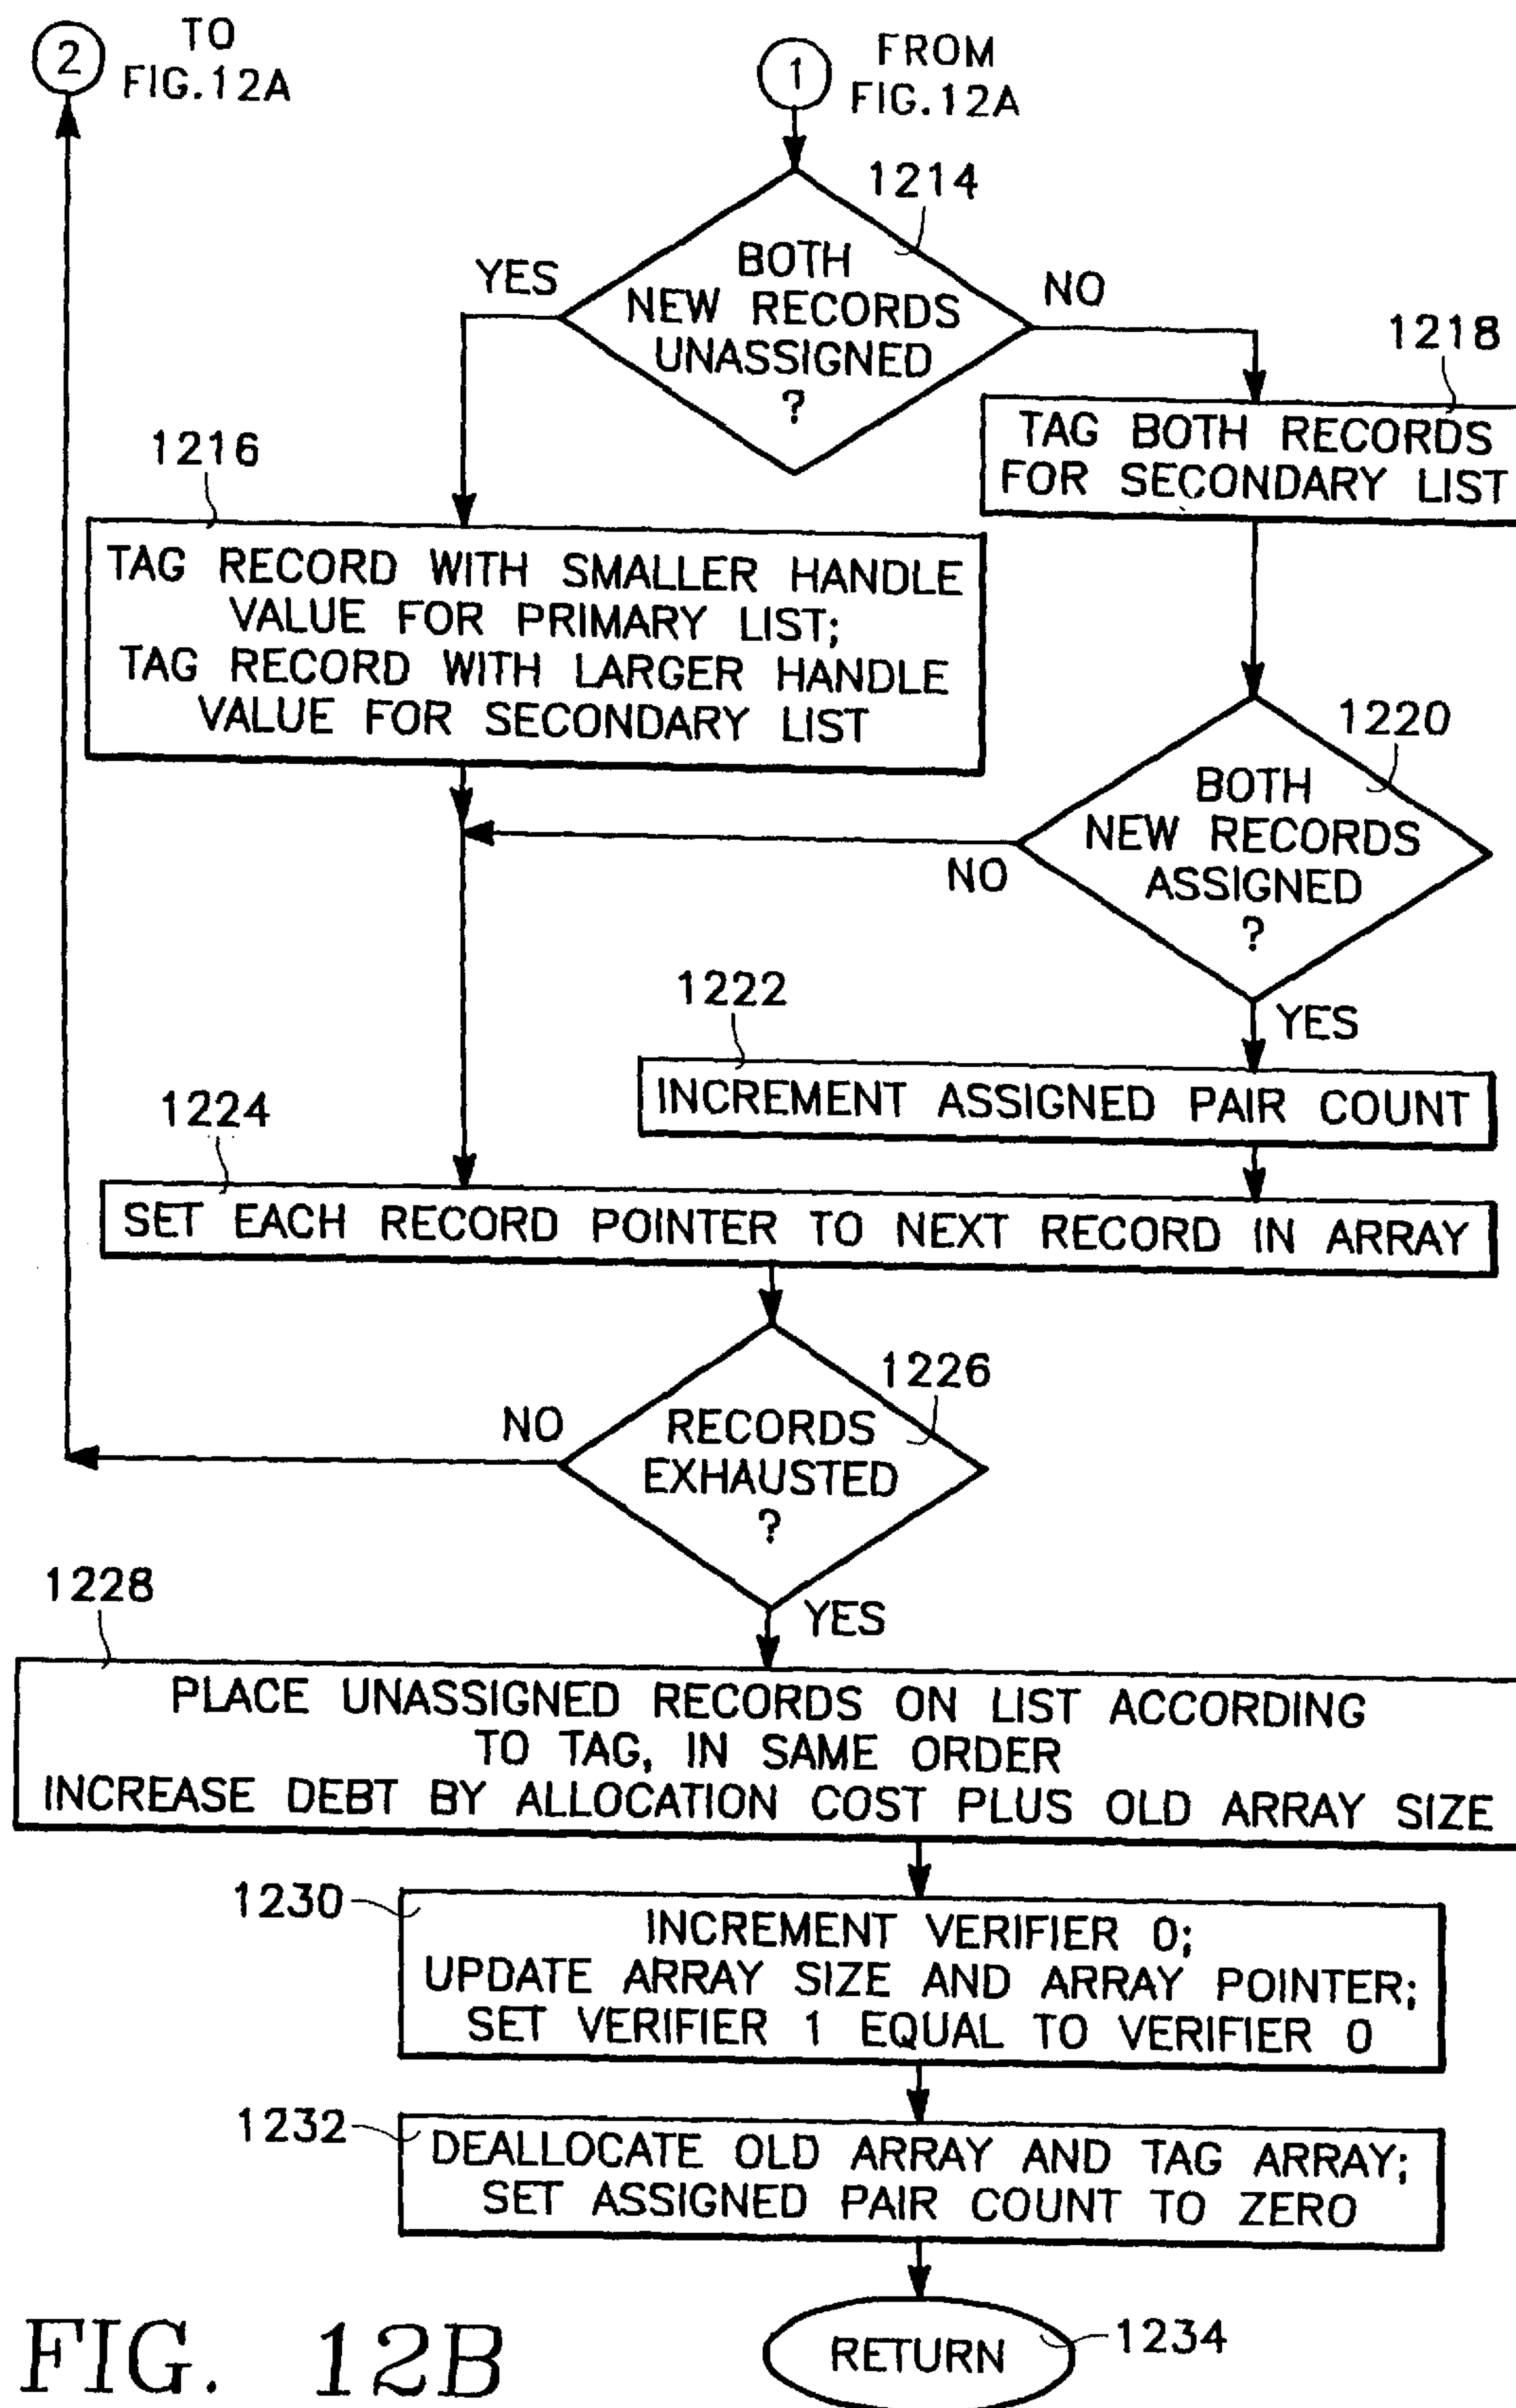 2
TO
FIG.12A
1
FROM
FIG.12A
1214
BOTH
NEW RECORDS
UNASSIGNED
?
YES
NO
1218
TAG BOTH RECORDS
FOR SECONDARY LIST
1216
TAG RECORD WITH SMALLER HANDLE
VALUE FOR PRIMARY LIST;
TAG RECORD WITH LARGER HANDLE
VALUE FOR SECONDARY LIST
1220
BOTH
NEW RECORDS
ASSIGNED
?
NO
YES
1222
INCREMENT ASSIGNED PAIR COUNT
1224
SET EACH RECORD POINTER TO NEXT RECORD IN ARRAY
1226
RECORDS
EXHAUSTED
?
NO
YES
1228
PLACE UNASSIGNED RECORDS ON LIST ACCORDING
TO TAG, IN SAME ORDER
INCREASE DEBT BY ALLOCATION COST PLUS OLD ARRAY SIZE
1230
INCREMENT VERIFIER 0;
UPDATE ARRAY SIZE AND ARRAY POINTER;
SET VERIFIER 1 EQUAL TO VERIFIER 0
1232
DEALLOCATE OLD ARRAY AND TAG ARRAY;
SET ASSIGNED PAIR COUNT TO ZERO
RETURN
1234
FIG. 12B